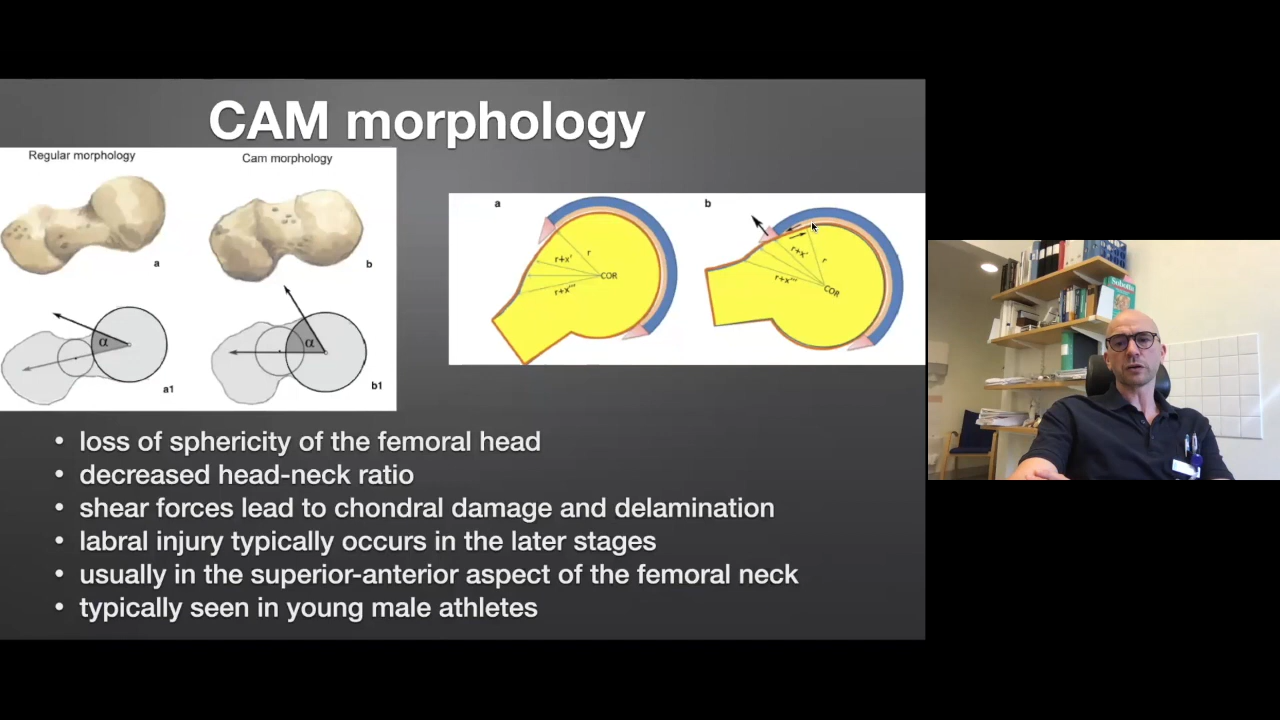 CAM morphology
Regular morphology
Cam morphology
a
b
α
α
a1
b1
a
b
r+x'
r
COR
r+x'''
r+x'
r
COR
r+x'''
Sobotta
• loss of sphericity of the femoral head
• decreased head-neck ratio
• shear forces lead to chondral damage and delamination
• labral injury typically occurs in the later stages
• usually in the superior-anterior aspect of the femoral neck
• typically seen in young male athletes